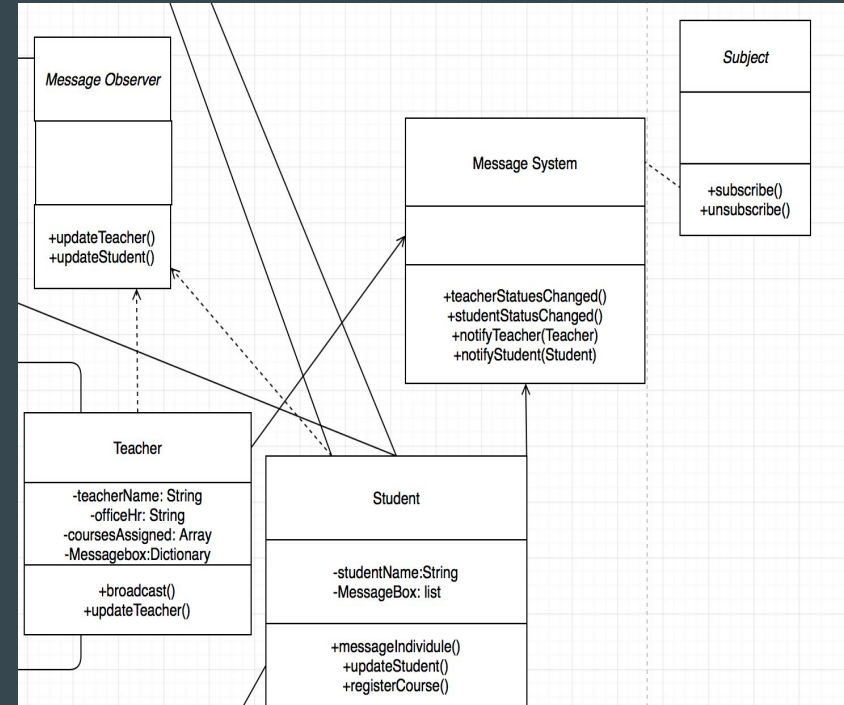 Message Observer
+updateTeacher()
+updateStudent()
Message System
+teacherStatuesChanged()
+studentStatusChanged()
+notifyTeacher(Teacher)
+notifyStudent(Student)
Subject
+subscribe()
+unsubscribe()
Teacher
-teacherName: String
-officeHr: String
-coursesAssigned: Array
-Messagebox:Dictionary
+broadcast()
+updateTeacher()
Student
-studentName:String
-MessageBox: list
+messageIndividule()
+updateStudent()
+registerCourse()